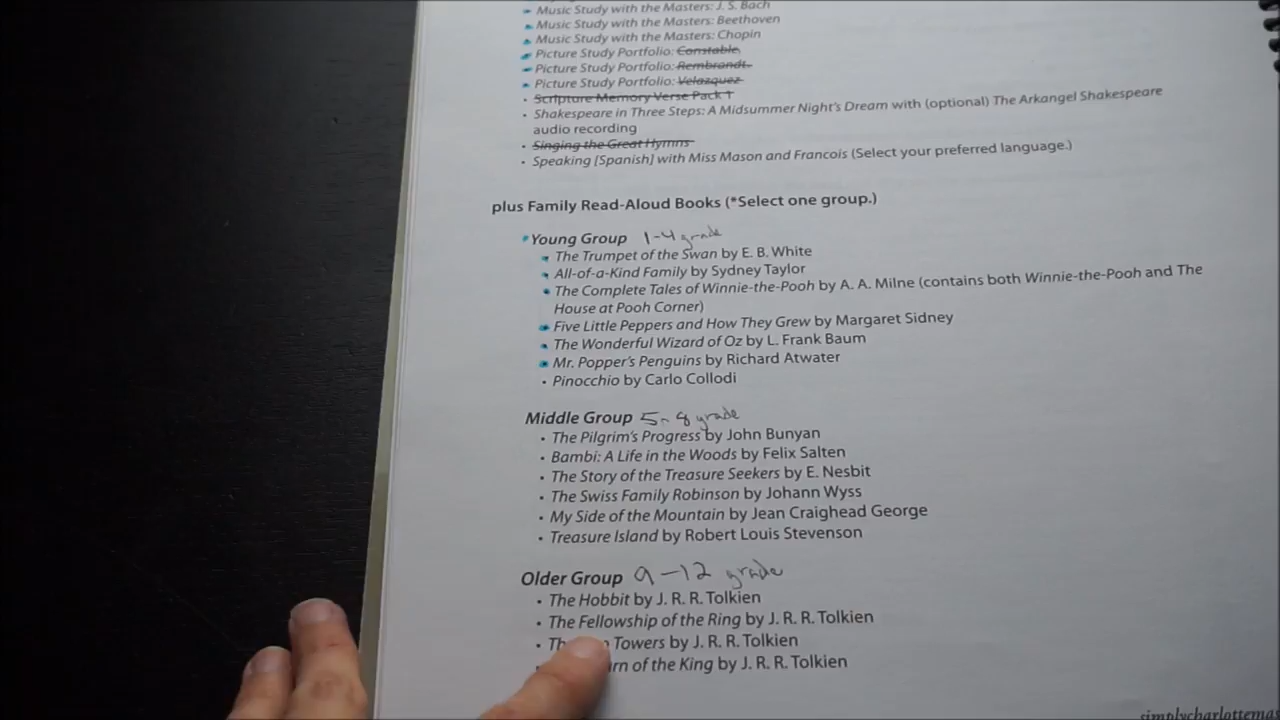 • Music Study with the Masters: J. S. Bach
• Music Study with the Masters: Beethoven
• Music Study with the Masters: Chopin
• Picture Study Portfolio: Constable
• Picture Study Portfolio: Rembrandt
• Picture Study Portfolio: Velazquez
• Scripture Memory Verse Pack 1
• Shakespeare in Three Steps: A Midsummer Night's Dream with (optional) The Arkangel Shakespeare
audio recording
• Singing the Great Hymns
• Speaking [Spanish] with Miss Mason and Francois (Select your preferred language.)
plus Family Read-Aloud Books (*Select one group.)
Young Group 1-4 grade
• The Trumpet of the Swan by E. B. White
• All-of-a-Kind Family by Sydney Taylor
• The Complete Tales of Winnie-the-Pooh by A. A. Milne (contains both Winnie-the-Pooh and The
House at Pooh Corner)
• Five Little Peppers and How They Grew by Margaret Sidney
• The Wonderful Wizard of Oz by L. Frank Baum
• Mr. Popper's Penguins by Richard Atwater
• Pinocchio by Carlo Collodi
Middle Group 5-8 grade
• The Pilgrim's Progress by John Bunyan
• Bambi: A Life in the Woods by Felix Salten
• The Story of the Treasure Seekers by E. Nesbit
• The Swiss Family Robinson by Johann Wyss
• My Side of the Mountain by Jean Craighead George
• Treasure Island by Robert Louis Stevenson
Older Group 9-12 grade
• The Hobbit by J. R. R. Tolkien
• The Fellowship of the Ring by J. R. R. Tolkien
• Towers by J. R. R. Tolkien
of the King by J. R. R. Tolkien